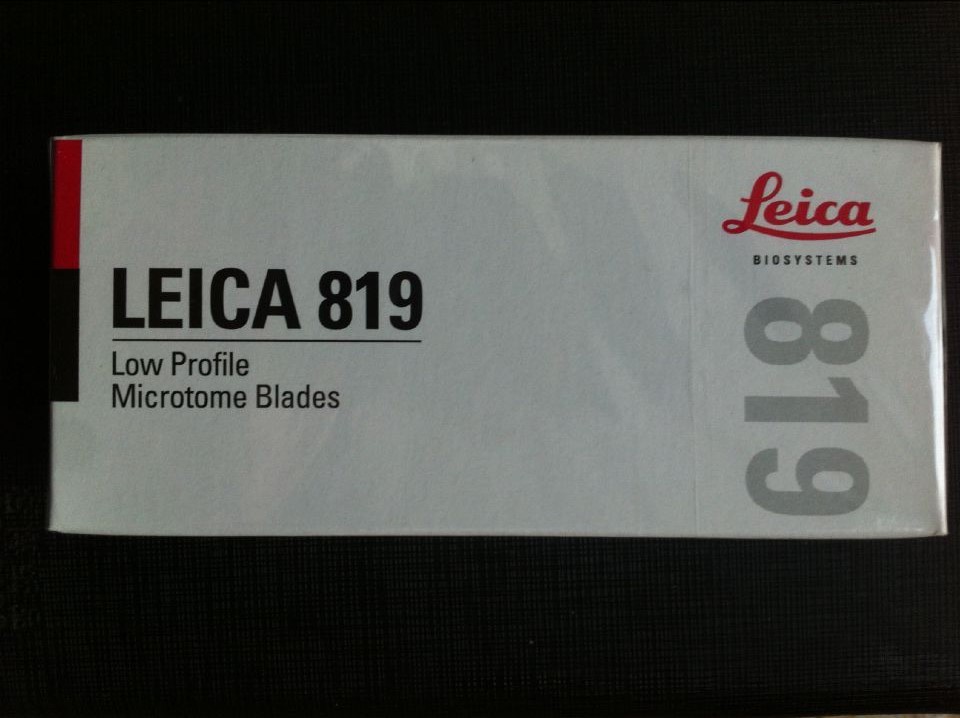 LEICA 819
Low Profile
Microtome Blades
Leica
BIOSYSTEMS
819